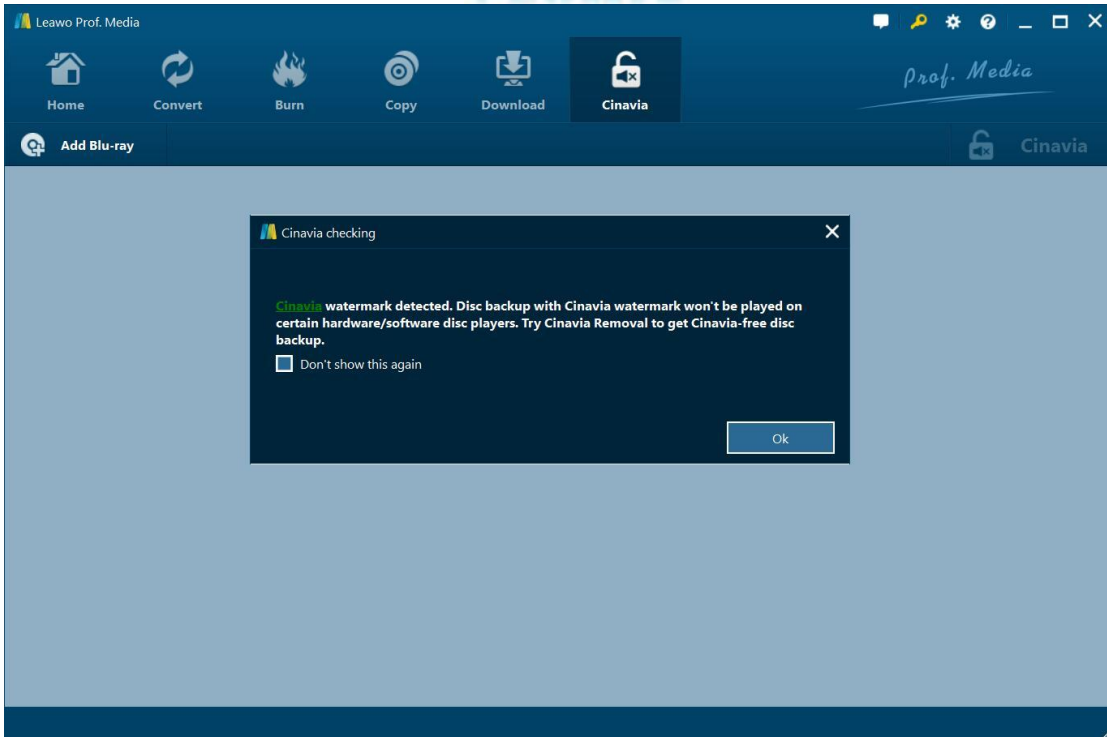 Leawo Prof. Media
Home
Convert
Burn
Copy
Download
Cinavia
Prof. Media
Add Blu-ray
Cinavia
Cinavia checking
Cinavia watermark detected. Disc backup with Cinavia watermark won't be played on
certain hardware/software disc players. Try Cinavia Removal to get Cinavia-free disc
backup.
Don't show this again
Ok